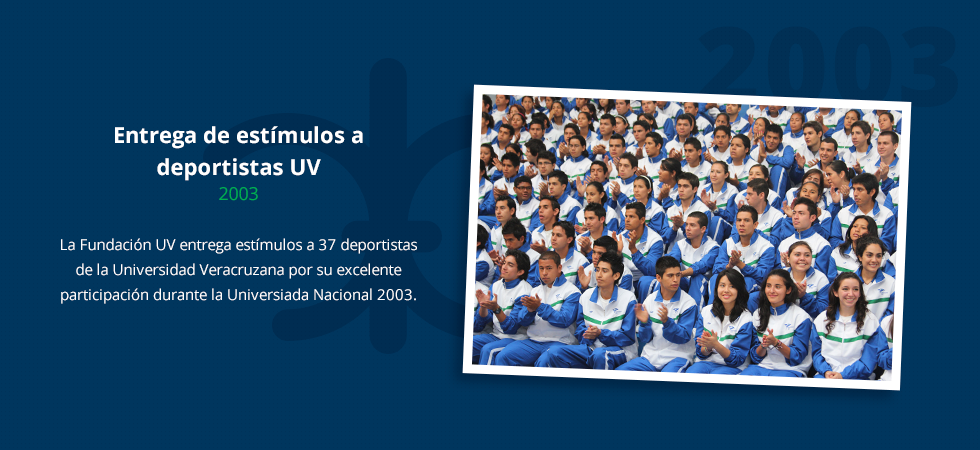 2003
Entrega de estímulos a
deportistas UV
2003
La Fundación UV entrega estímulos a 37 deportistas
de la Universidad Veracruzana por su excelente
participación durante la Universiada Nacional 2003.